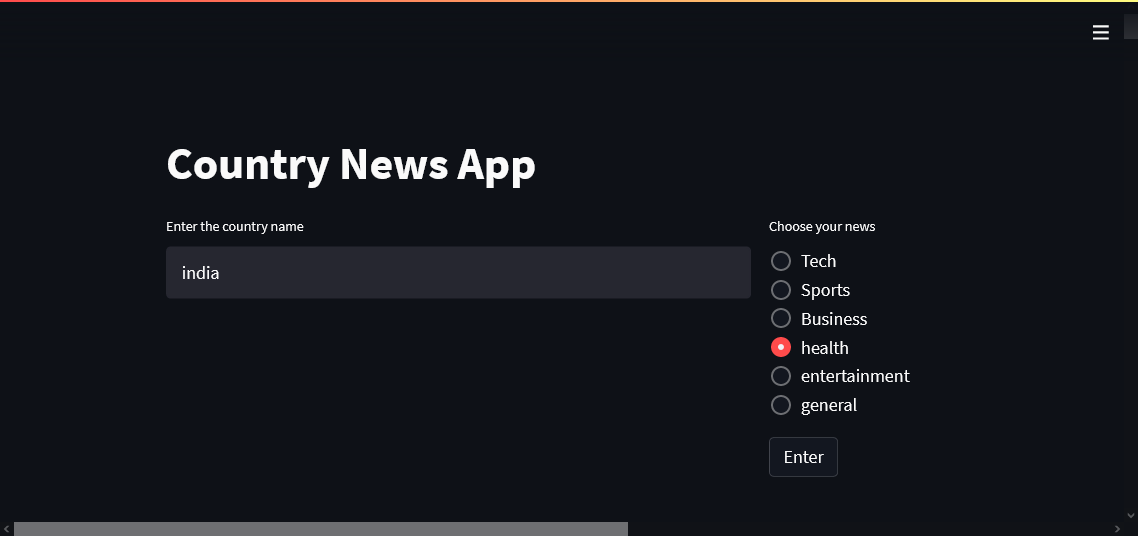 Country News App
Enter the country name
india
Choose your news
Tech
Sports
Business
health
entertainment
general
Enter